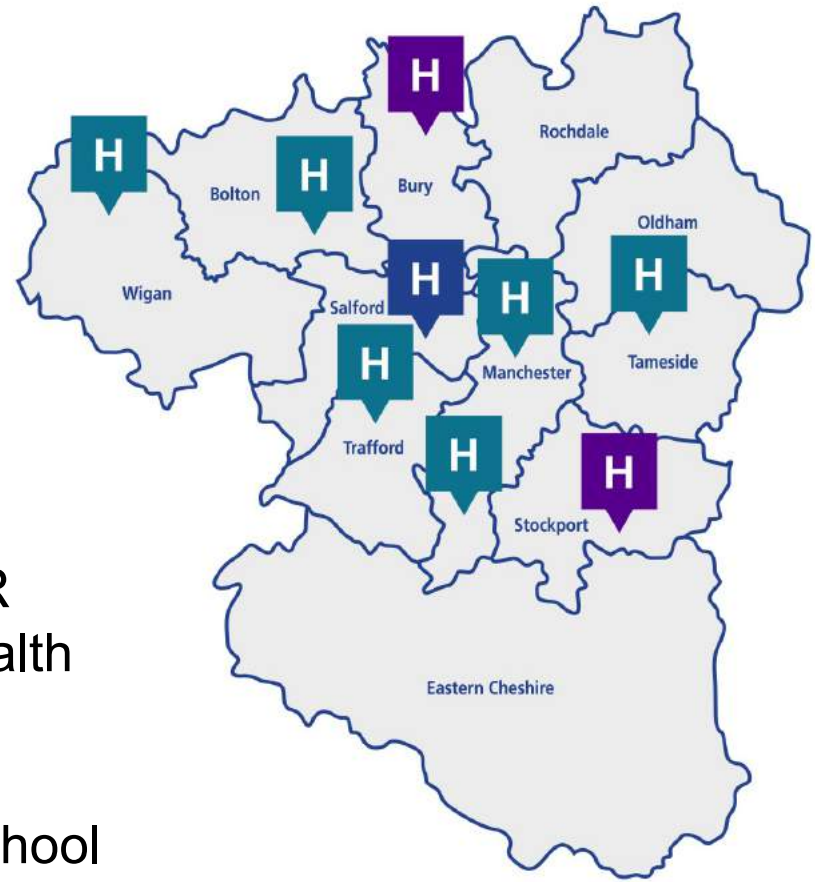 H
Rochdale
H
H
Bolton
Bury
Oldham
H
H
H
Wigan
Salford
H
Manchester
Tameside
Trafford
H
H
Stockport
R
alth
Eastern Cheshire
hool